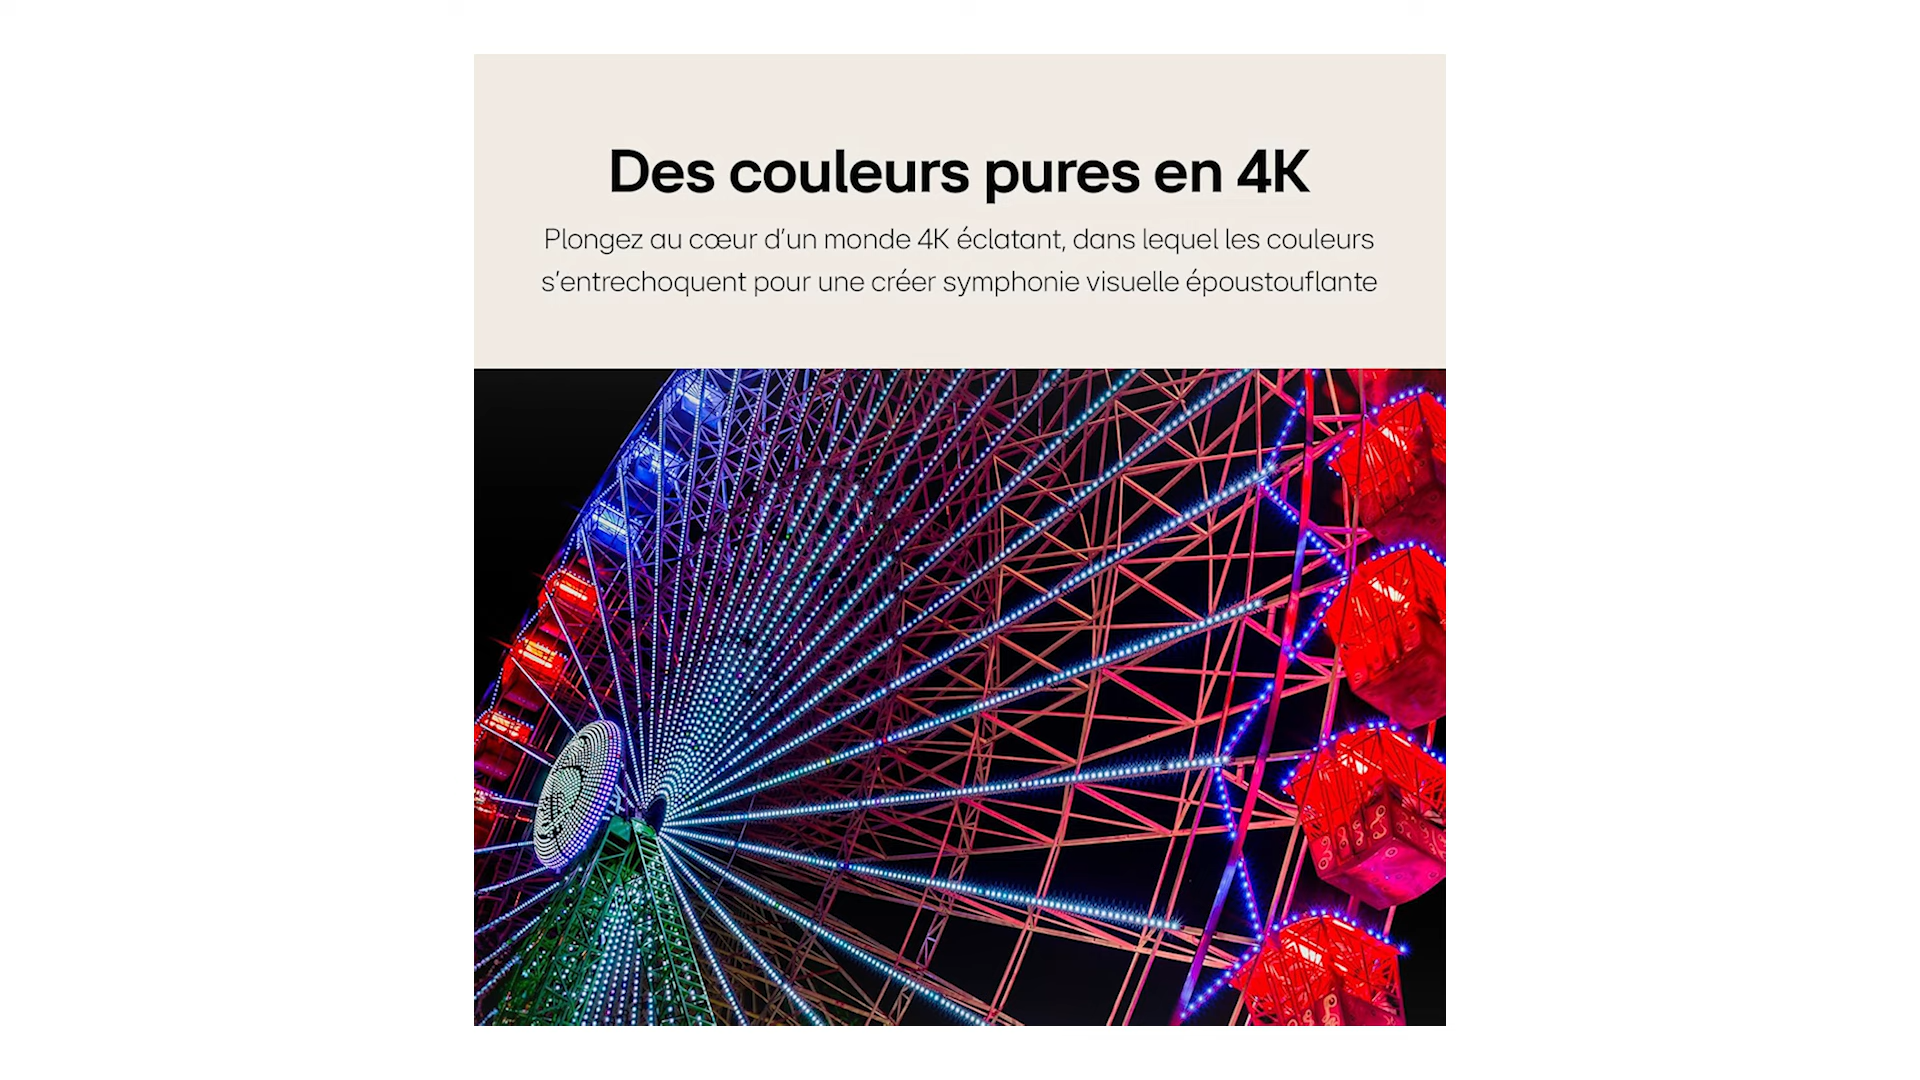 Des couleurs pures en 4K
Plongez au cœur d’un monde 4K éclatant, dans lequel les couleurs
s’entrechoquent pour une créer symphonie visuelle époustouflante